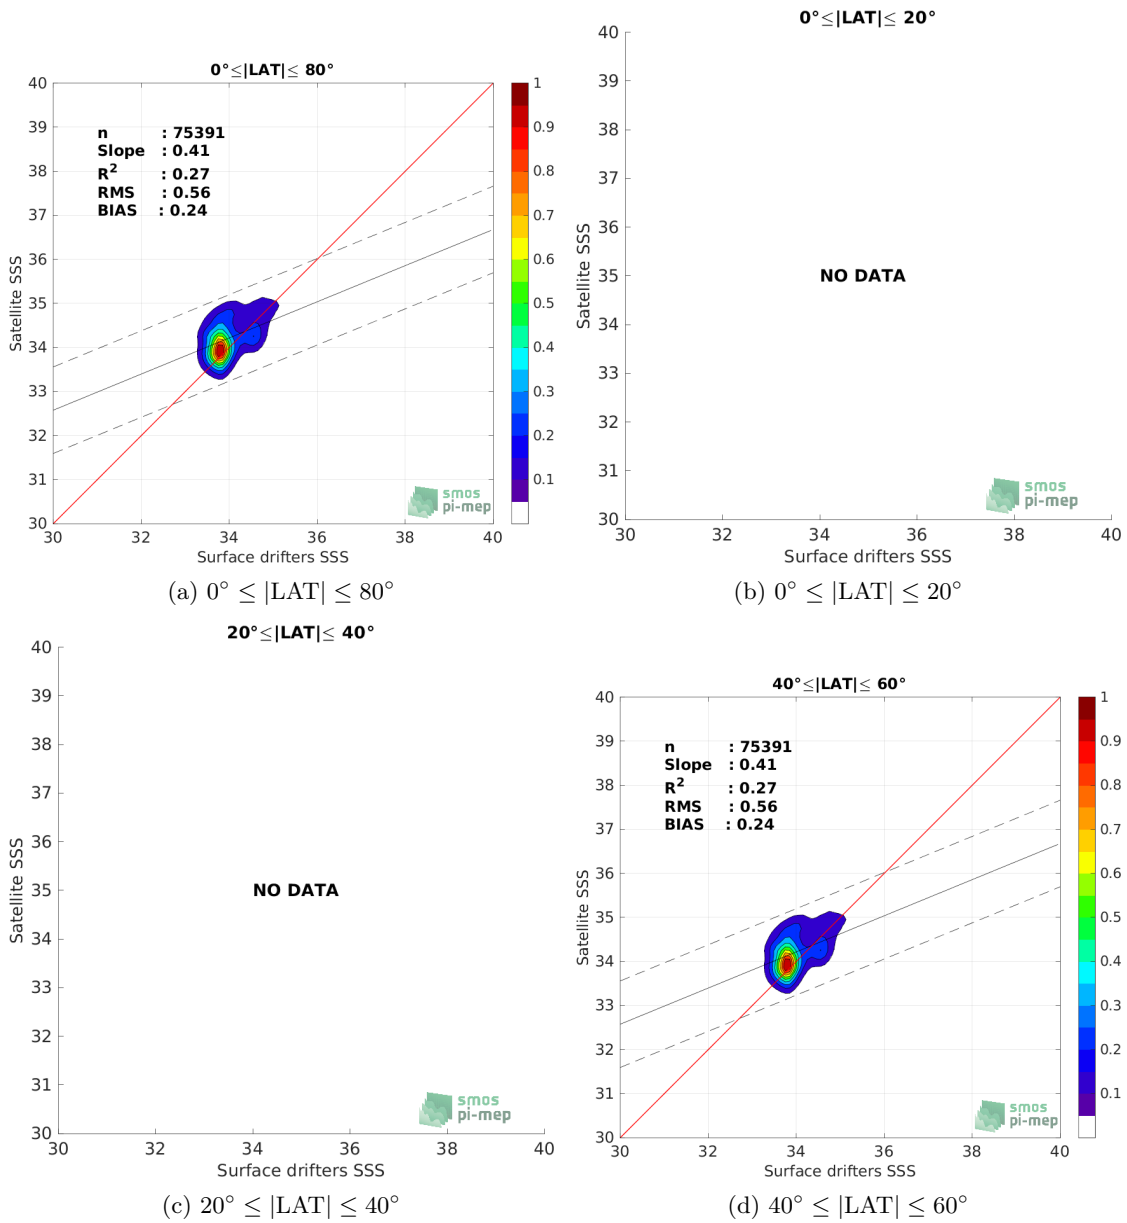 0°≤|LAT|≤ 80°
40
39
38
37
36
35
34
33
32
31
30
Satellite SSS
n : 75391
Slope : 0.41
R² : 0.27
RMS : 0.56
BIAS : 0.24
smos
pi-mep
30 32 34 36 38 40
Surface drifters SSS
1
0.9
0.8
0.7
0.6
0.5
0.4
0.3
0.2
0.1
(a) 0° ≤ |LAT| ≤ 80°
0°≤|LAT|≤ 20°
40
39
38
37
36
35
34
33
32
31
30
Satellite SSS
NO DATA
smos
pi-mep
30 32 34 36 38 40
Surface drifters SSS
(b) 0° ≤ |LAT| ≤ 20°
20°≤|LAT|≤ 40°
40
39
38
37
36
35
34
33
32
31
30
Satellite SSS
NO DATA
smos
pi-mep
30 32 34 36 38 40
Surface drifters SSS
(c) 20° ≤ |LAT| ≤ 40°
40°≤|LAT|≤ 60°
40
39
38
37
36
35
34
33
32
31
30
Satellite SSS
n : 75391
Slope : 0.41
R² : 0.27
RMS : 0.56
BIAS : 0.24
smos
pi-mep
30 32 34 36 38 40
Surface drifters SSS
1
0.9
0.8
0.7
0.6
0.5
0.4
0.3
0.2
0.1
(d) 40° ≤ |LAT| ≤ 60°